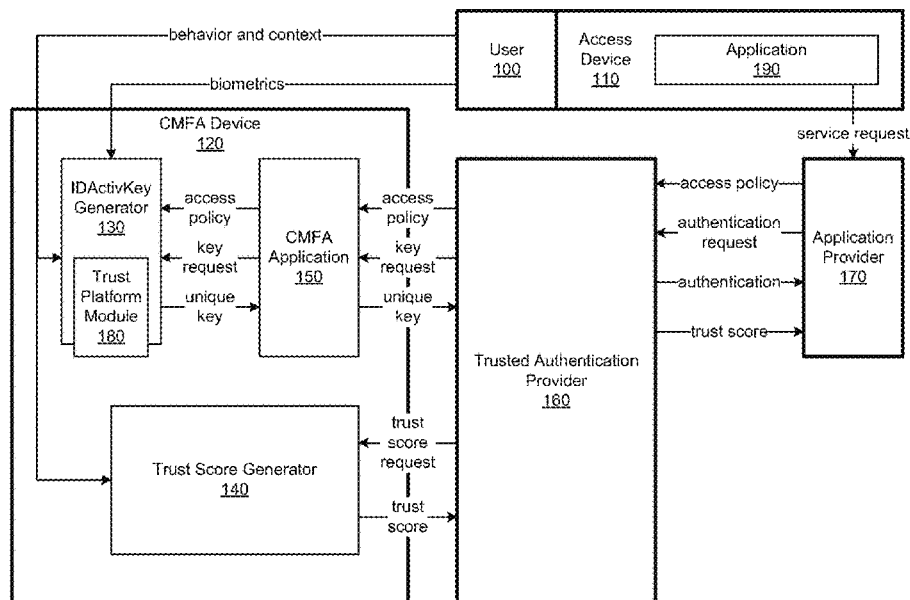 behavior and context
User
100
Access
Device
110
Application
190
biometrics
CMFA Device
120
service request
IDActivKey
Generator
130
access
policy
access
policy
access policy
CMFA
Application
150
key
request
key
request
authentication
request
Application
Provider
170
Trust
Platform
Module
180
unique
key
unique
key
authentication
trust score
Trusted Authentication
Provider
160
trust
score
request
Trust Score Generator
140
trust
score